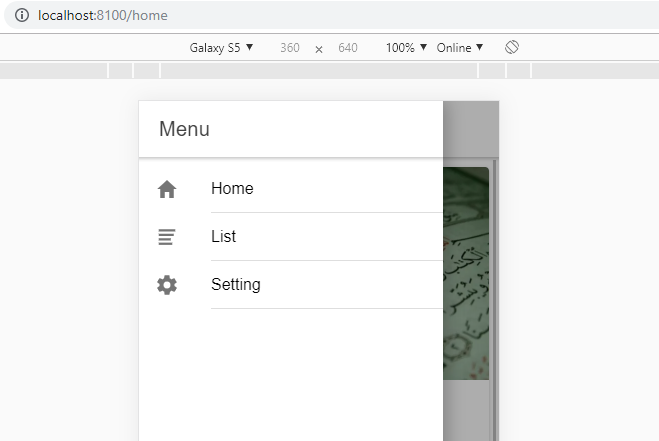 localhost:8100/home
Galaxy S5 ▼ 360 × 640 100% ▼ Online ▼
Menu
Home
List
Setting